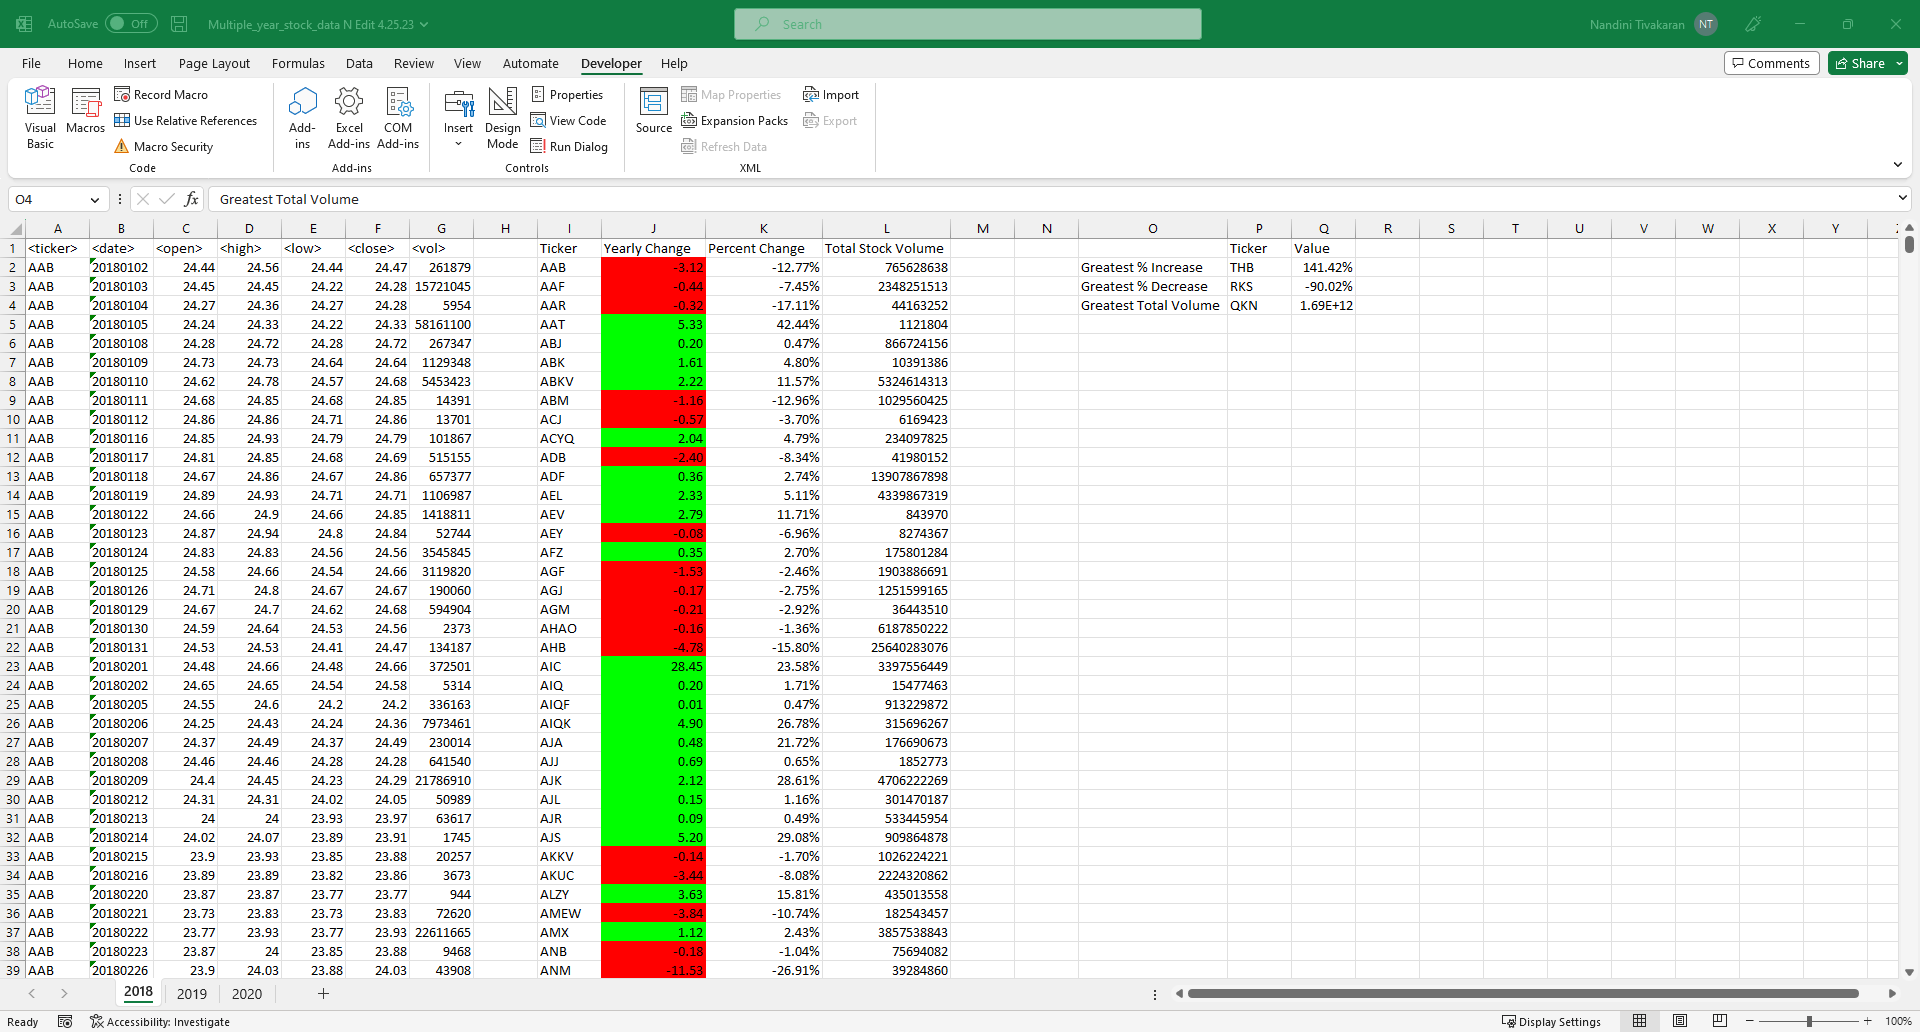 AutoSave Off Multiple_year_stock_data N Edit 4.25.23 Search Nandini Tivakaran NT
File Home Insert Page Layout Formulas Data Review View Automate Developer Help Comments Share
Visual Basic Macros Record Macro Use Relative References Macro Security Code
Add-ins Excel Add-ins COM Add-ins Add-ins
Insert Design Mode Properties View Code Run Dialog Controls
Source Map Properties Expansion Packs Refresh Data Import Export XML
O4 fx Greatest Total Volume
A B C D E F G H I J K L M N O P Q R S T U V W X Y
1 <ticker> <date> <open> <high> <low> <close> <vol> Ticker Yearly Change Percent Change Total Stock Volume Ticker Value
2 AAB 20180102 24.44 24.56 24.44 24.47 261879 AAB -3.12 -12.77% 765628638 Greatest % Increase THB 141.42%
3 AAB 20180103 24.45 24.45 24.22 24.28 15721045 AAF -0.44 -7.45% 2348251513 Greatest % Decrease RKS -90.02%
4 AAB 20180104 24.27 24.36 24.27 24.28 5954 AAR -0.32 -17.11% 44163252 Greatest Total Volume QKN 1.69E+12
5 AAB 20180105 24.24 24.33 24.22 24.33 58161100 AAT 5.33 42.44% 1121804
6 AAB 20180108 24.28 24.72 24.28 24.72 267347 ABJ 0.20 0.47% 866724156
7 AAB 20180109 24.73 24.73 24.64 24.64 1129348 ABK 1.61 4.80% 10391386
8 AAB 20180110 24.62 24.78 24.57 24.68 5453423 ABKV 2.22 11.57% 5324614313
9 AAB 20180111 24.68 24.85 24.68 24.85 14391 ABM -1.16 -12.96% 1029560425
10 AAB 20180112 24.86 24.86 24.71 24.86 13701 ACJ -0.57 -3.70% 6169423
11 AAB 20180116 24.85 24.93 24.79 24.79 101867 ACYQ 2.04 4.79% 234097825
12 AAB 20180117 24.81 24.85 24.68 24.69 515155 ADB -2.40 -8.34% 41980152
13 AAB 20180118 24.67 24.86 24.67 24.86 657377 ADF 0.36 2.74% 13907867898
14 AAB 20180119 24.89 24.93 24.71 24.71 1106987 AEL 2.33 5.11% 4339867319
15 AAB 20180122 24.66 24.9 24.66 24.85 1418811 AEV 2.79 11.71% 843970
16 AAB 20180123 24.87 24.94 24.8 24.84 52744 AEY -0.08 -6.96% 8274367
17 AAB 20180124 24.83 24.83 24.56 24.56 3545845 AFZ 0.35 2.70% 175801284
18 AAB 20180125 24.58 24.66 24.54 24.66 3119820 AGF -1.53 -2.46% 1903886691
19 AAB 20180126 24.71 24.8 24.67 24.67 190060 AGJ -0.17 -2.75% 1251599165
20 AAB 20180129 24.67 24.7 24.62 24.68 594904 AGM -0.21 -2.92% 36443510
21 AAB 20180130 24.59 24.64 24.53 24.56 2373 AHAO -0.16 -1.36% 6187850222
22 AAB 20180131 24.53 24.53 24.41 24.47 134187 AHB -4.78 -15.80% 25640283076
23 AAB 20180201 24.48 24.66 24.48 24.66 372501 AIC 28.45 23.58% 3397556449
24 AAB 20180202 24.65 24.65 24.54 24.58 5314 AIQ 0.20 1.71% 15477463
25 AAB 20180205 24.55 24.6 24.2 24.2 336163 AIQF 0.01 0.47% 913229872
26 AAB 20180206 24.25 24.43 24.24 24.36 7973461 AIQK 4.90 26.78% 315696267
27 AAB 20180207 24.37 24.49 24.37 24.49 230014 AJA 0.48 21.72% 176690673
28 AAB 20180208 24.46 24.46 24.28 24.28 641540 AJJ 0.69 0.65% 1852773
29 AAB 20180209 24.4 24.45 24.23 24.29 21786910 AJK 2.12 28.61% 4706222269
30 AAB 20180212 24.31 24.31 24.02 24.05 50989 AJL 0.15 1.16% 301470187
31 AAB 20180213 24 24 23.93 23.97 63617 AJR 0.09 0.49% 533445954
32 AAB 20180214 24.02 24.07 23.89 23.91 1745 AJS 5.20 29.08% 909864878
33 AAB 20180215 23.9 23.93 23.85 23.88 20257 AKKV -0.14 -1.70% 1026224221
34 AAB 20180216 23.89 23.89 23.82 23.86 3673 AKUC -3.44 -8.08% 2224320862
35 AAB 20180220 23.87 23.87 23.77 23.77 944 ALZY 3.63 15.81% 435013558
36 AAB 20180221 23.73 23.83 23.73 23.83 72620 AMEW -3.84 -10.74% 182543457
37 AAB 20180222 23.77 23.93 23.77 23.93 22611665 AMX 1.12 2.43% 3857538843
38 AAB 20180223 23.87 24 23.85 23.88 9468 ANB -0.18 -1.04% 75694082
39 AAB 20180226 23.9 24.03 23.88 24.03 43908 ANM -11.53 -26.91% 39284860
2018 2019 2020
Ready Accessibility: Investigate Display Settings 100%